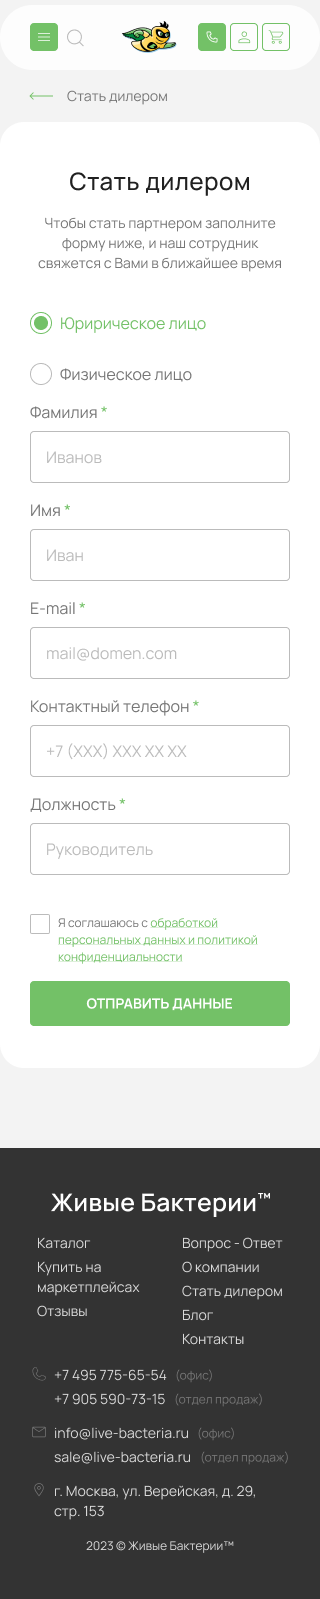 Стать дилером
Стать дилером
Чтобы стать партнером заполните
форму ниже, и наш сотрудник
свяжется с Вами в ближайшее время
Юририческое лицо
Физическое лицо
Фамилия *
Иванов
Имя *
Иван
E-mail *
mail@domen.com
Контактный телефон *
+7 (XXX) XXX XX XX
Должность *
Руководитель
Я соглашаюсь с обработкой
персональных данных и политикой
конфиденциальности
ОТПРАВИТЬ ДАННЫЕ
Живые Бактерии™
Каталог
Купить на
маркетплейсах
Отзывы
Вопрос - Ответ
О компании
Стать дилером
Блог
Контакты
+7 495 775-65-54 (офис)
+7 905 590-73-15 (отдел продаж)
info@live-bacteria.ru (офис)
sale@live-bacteria.ru (отдел продаж)
г. Москва, ул. Верейская, д. 29,
стр. 153
2023 © Живые Бактерии™